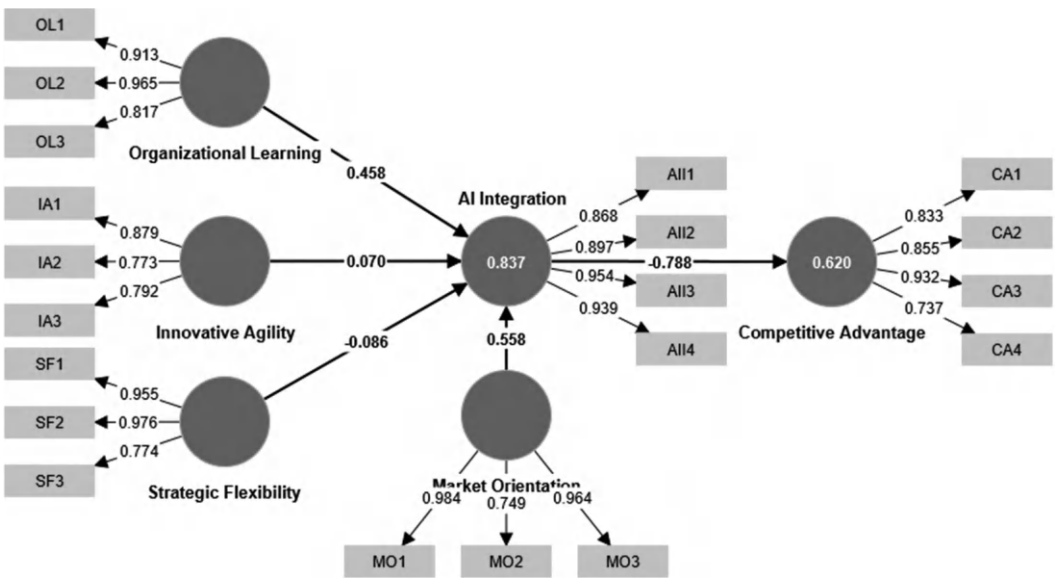 OL1
0.913
OL2
0.965
0.817
OL3
Organizational Learning
0.458
IA1
0.879
IA2
0.773
0.792
IA3
Innovative Agility
0.070
SF1
-0.086
0.955
SF2
0.976
0.774
SF3
Strategic Flexibility
AI Integration
0.837
0.558
Market Orientation
0.984
0.749
0.964
MO1
MO2
MO3
AII1
0.868
AII2
0.897
-0.788
0.954
AII3
0.939
AII4
0.620
Competitive Advantage
CA1
0.833
CA2
0.855
0.932
CA3
0.737
CA4